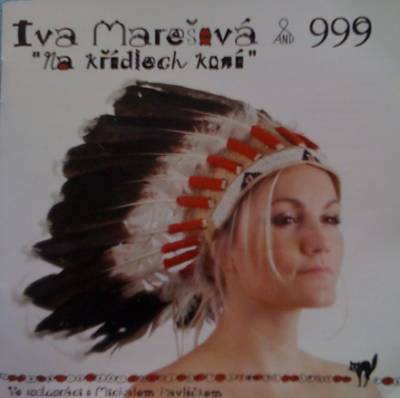 Iva Marešová & AND 999
"Na křídlech koní"
Ve spolupráci s Michalem Pavlíčkem